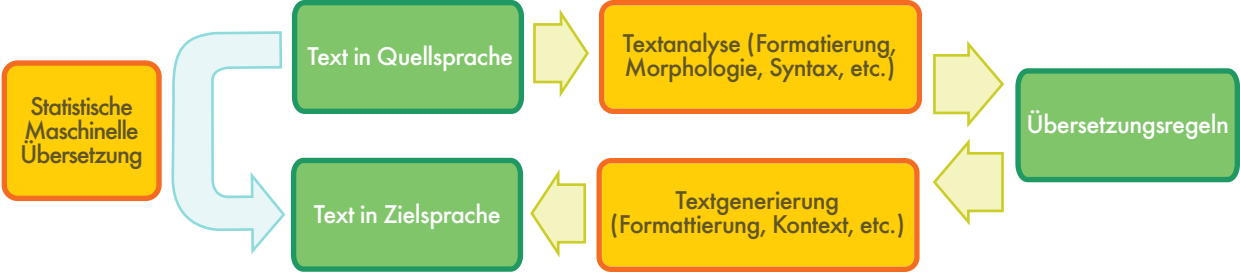 Statistische
Maschinelle
Übersetzung
Text in Quellsprache
Textanalyse (Formatierung,
Morphologie, Syntax, etc.)
Übersetzungsregeln
Textgenerierung
(Formattierung, Kontext, etc.)
Text in Zielsprache